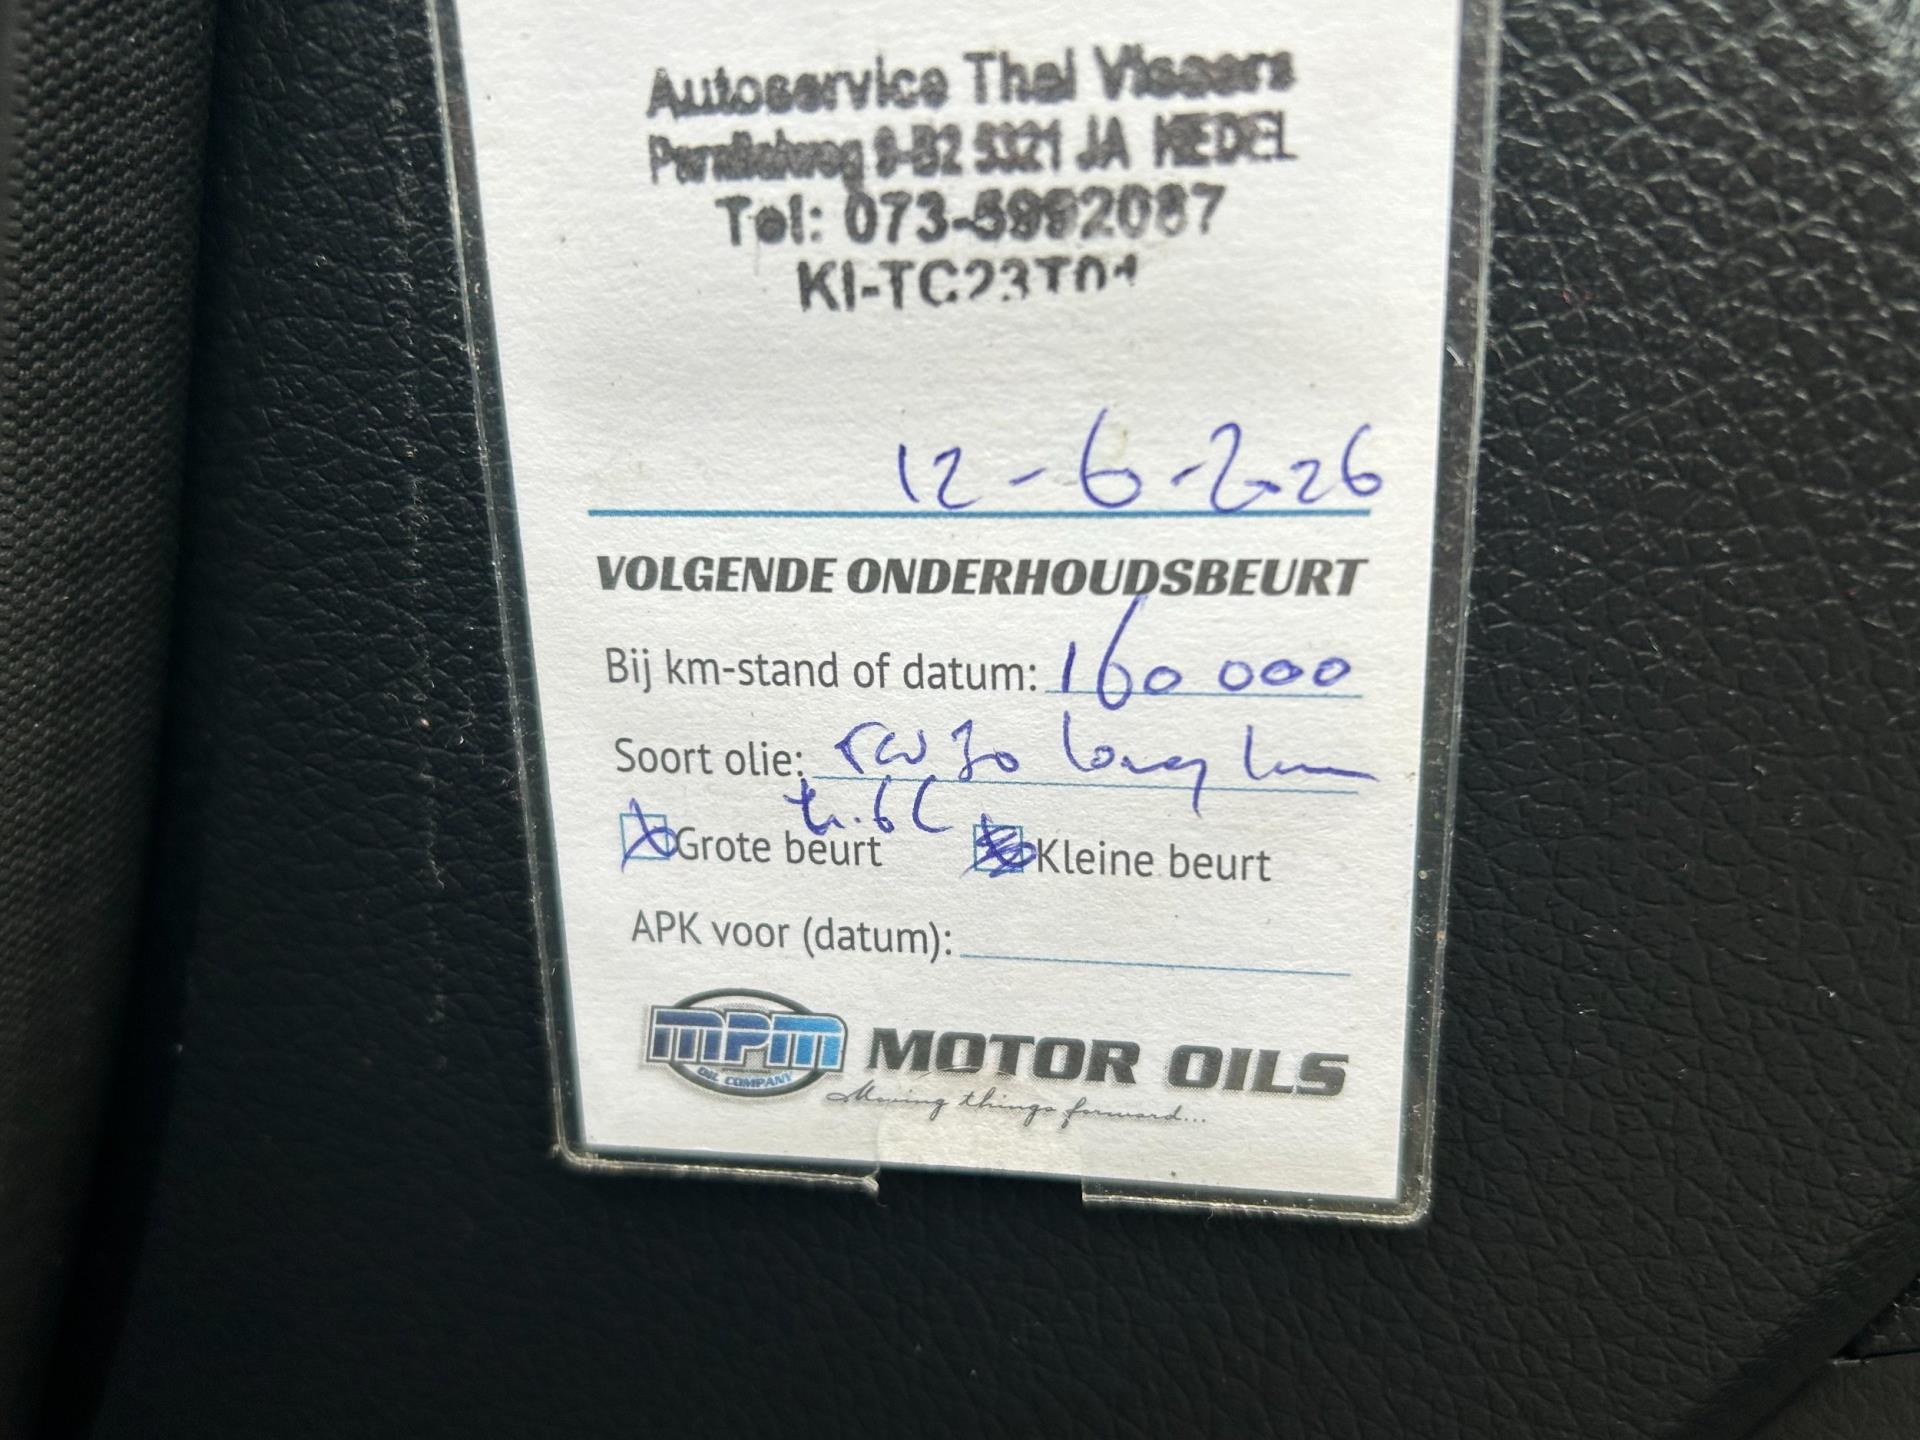 Autoservice Thei Vissers
Parallelweg 9-B2 5321 JA HEDEL
Tel: 073-5992087
KI-TC23T01
12-6-2026
VOLGENDE ONDERHOUDSBEURT
Bij km-stand of datum: 160 000
Soort olie: 5W30 Long
Grote beurt Kleine beurt
APK voor (datum):
MPM OIL COMPANY MOTOR OILS
Moving things forward...